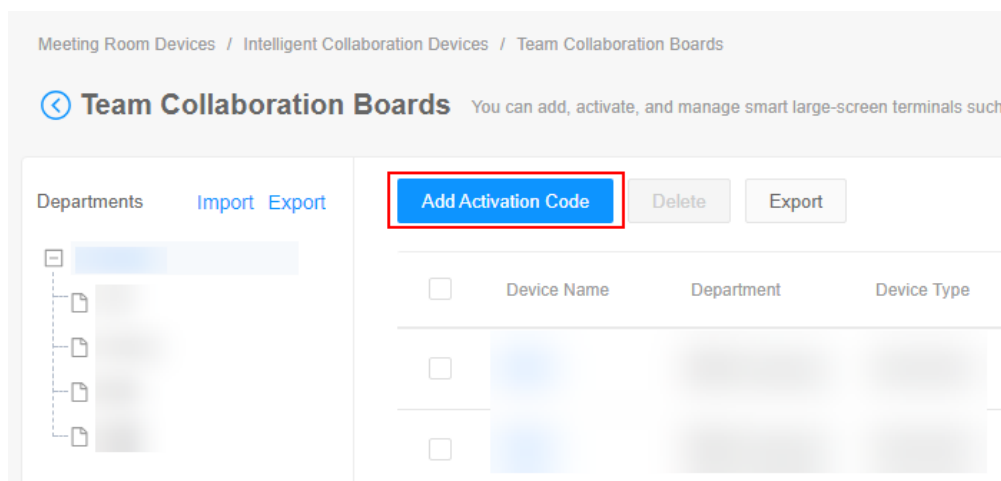 Meeting Room Devices / Intelligent Collaboration Devices / Team Collaboration Boards
Team Collaboration Boards You can add, activate, and manage smart large-screen terminals such
Departments Import Export
Add Activation Code Delete Export
Device Name Department Device Type